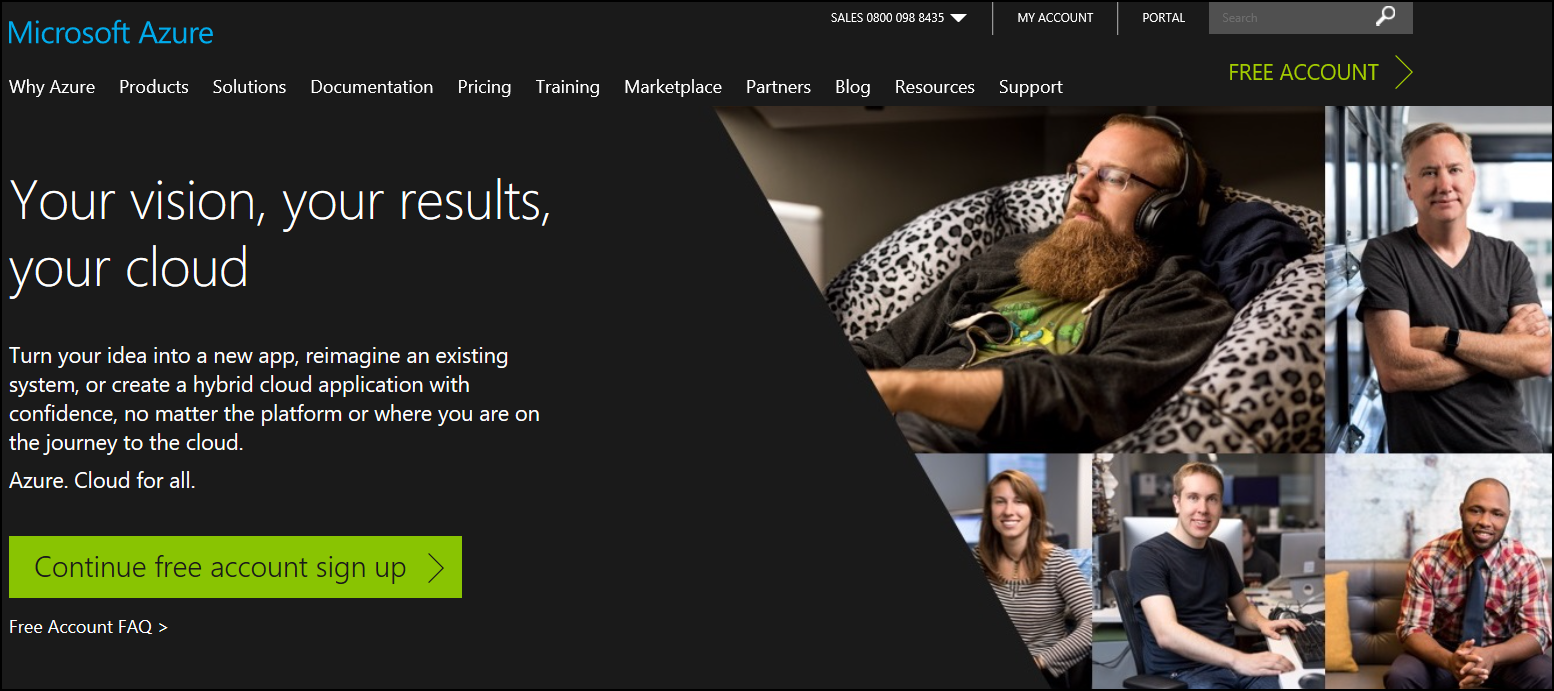 Microsoft Azure
SALES 0800 098 8435
MY ACCOUNT
PORTAL
Search
FREE ACCOUNT
Why Azure Products Solutions Documentation Pricing Training Marketplace Partners Blog Resources Support
Your vision, your results,
your cloud
Turn your idea into a new app, reimagine an existing
system, or create a hybrid cloud application with
confidence, no matter the platform or where you are on
the journey to the cloud.
Azure. Cloud for all.
Continue free account sign up
Free Account FAQ >